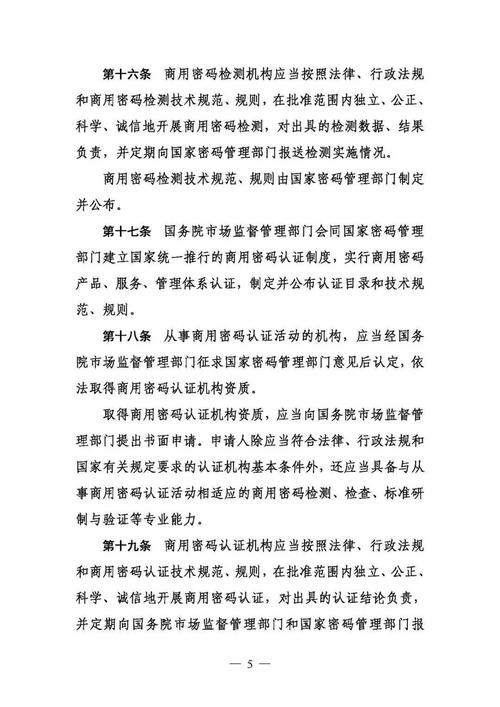 第十六条 商用密码检测机构应当按照法律、行政法规
和商用密码检测技术规范、规则，在批准范围内独立、公正、
科学、诚信地开展商用密码检测，对出具的检测数据、结果
负责，并定期向国家密码管理部门报送检测实施情况。
商用密码检测技术规范、规则由国家密码管理部门制定
并公布。
第十七条 国务院市场监督管理部门会同国家密码管理
部门建立国家统一推行的商用密码认证制度，实行商用密码
产品、服务、管理体系认证，制定并公布认证目录和技术规
范、规则。
第十八条 从事商用密码认证活动的机构，应当经国务
院市场监督管理部门征求国家密码管理部门意见后认定，依
法取得商用密码认证机构资质。
取得商用密码认证机构资质，应当向国务院市场监督管
理部门提出书面申请。申请人除应当符合法律、行政法规和
国家有关规定要求的认证机构基本条件外，还应当具备与从
事商用密码认证活动相适应的商用密码检测、检查、标准研
制与验证等专业能力。
第十九条 商用密码认证机构应当按照法律、行政法规
和商用密码认证技术规范、规则，在批准范围内独立、公正、
科学、诚信地开展商用密码认证，对出具的认证结论负责，
并定期向国务院市场监督管理部门和国家密码管理部门报
— 5 —